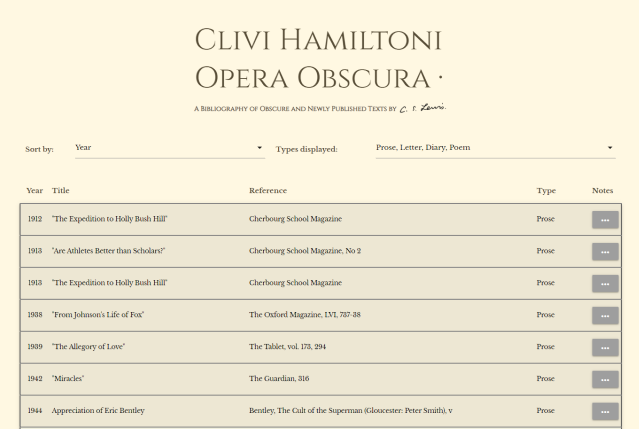 CLIVI HAMILTONI
OPERA OBSCURA ·
A BIBLIOGRAPHY OF OBSCURE AND NEWLY PUBLISHED TEXTS BY C. S. Lewis.
Sort by: Year Types displayed: Prose, Letter, Diary, Poem
Year Title Reference Type Notes
1912 "The Expedition to Holly Bush Hill" Cherbourg School Magazine Prose ...
1913 "Are Athletes Better than Scholars?" Cherbourg School Magazine, No 2 Prose ...
1913 "The Expedition to Holly Bush Hill" Cherbourg School Magazine Prose ...
1938 "From Johnson's Life of Fox" The Oxford Magazine, LVI, 737-38 Prose ...
1939 "The Allegory of Love" The Tablet, vol. 173, 294 Prose ...
1942 "Miracles" The Guardian, 316 Prose ...
1944 Appreciation of Eric Bentley Bentley, The Cult of the Superman (Gloucester: Peter Smith), v Prose ...